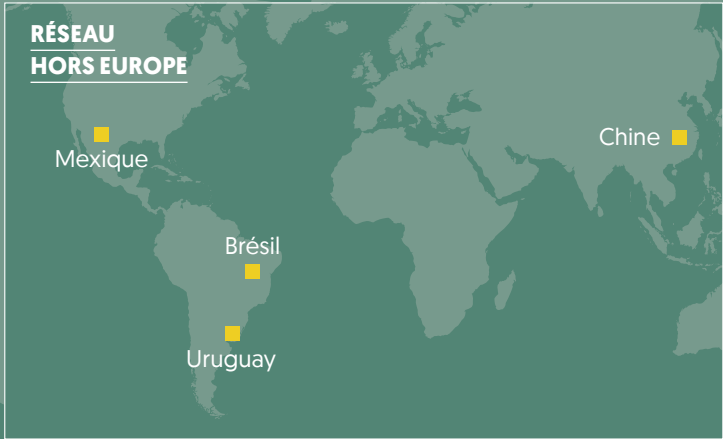 RÉSEAU
HORS EUROPE
Chine
Mexique
Brésil
Uruguay